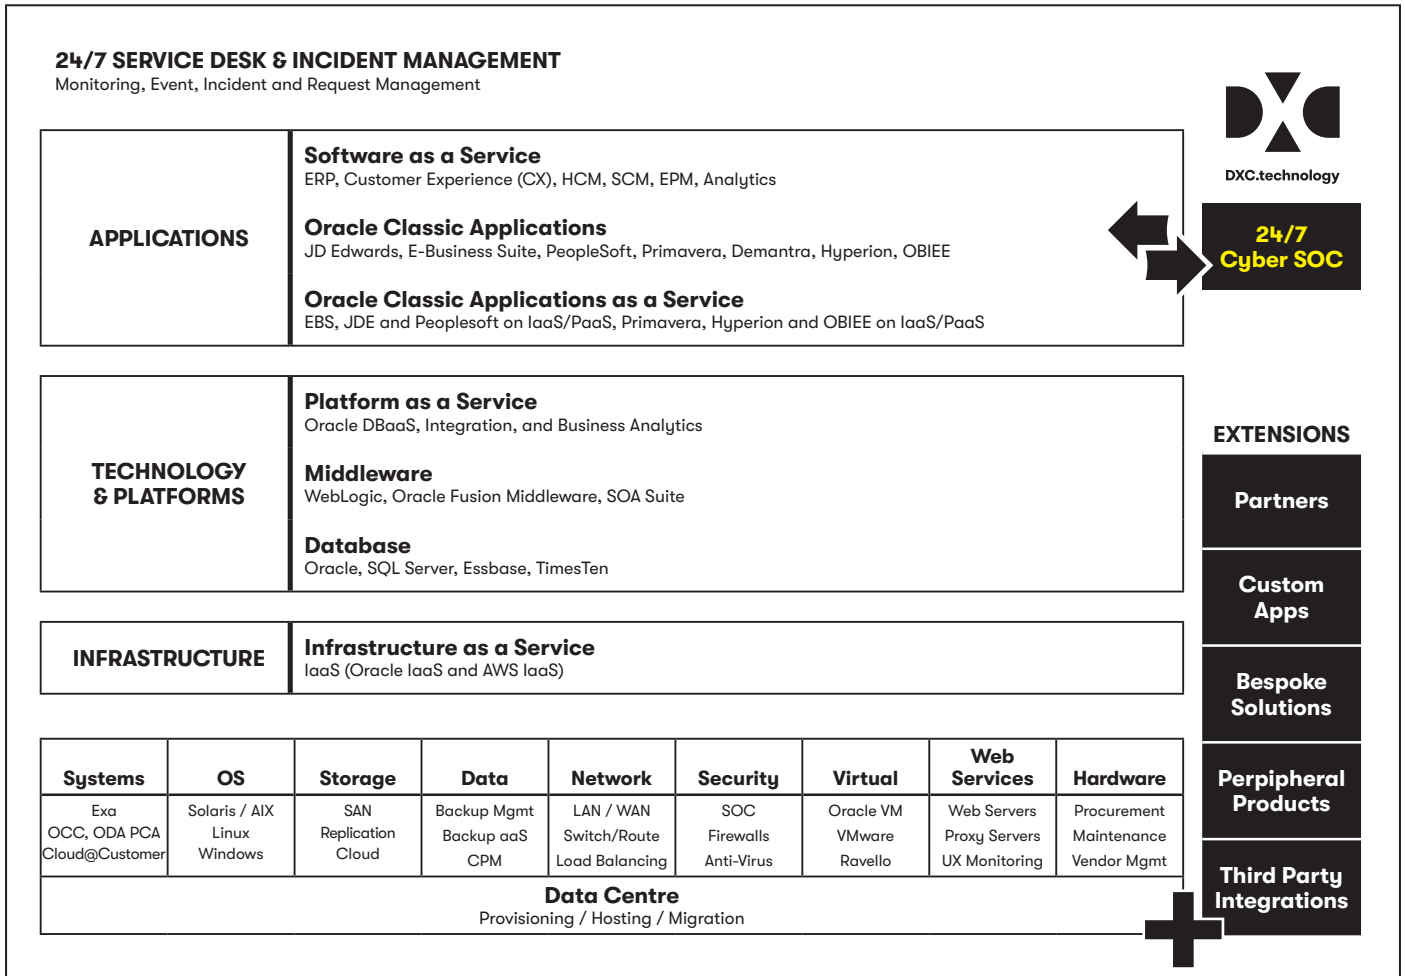 24/7 SERVICE DESK & INCIDENT MANAGEMENT
Monitoring, Event, Incident and Request Management
DXC.technology
24/7
Cyber SOC
APPLICATIONS
Software as a Service
ERP, Customer Experience (CX), HCM, SCM, EPM, Analytics
Oracle Classic Applications
JD Edwards, E-Business Suite, PeopleSoft, Primavera, Demantra, Hyperion, OBIEE
Oracle Classic Applications as a Service
EBS, JDE and Peoplesoft on IaaS/PaaS, Primavera, Hyperion and OBIEE on IaaS/PaaS
TECHNOLOGY
& PLATFORMS
Platform as a Service
Oracle DBaaS, Integration, and Business Analytics
Middleware
WebLogic, Oracle Fusion Middleware, SOA Suite
Database
Oracle, SQL Server, Essbase, TimesTen
INFRASTRUCTURE
Infrastructure as a Service
IaaS (Oracle IaaS and AWS IaaS)
Systems
Exa
OCC, ODA PCA
Cloud@Customer
OS
Solaris / AIX
Linux
Windows
Storage
SAN
Replication
Cloud
Data
Backup Mgmt
Backup aaS
CPM
Network
LAN / WAN
Switch/Route
Load Balancing
Security
SOC
Firewalls
Anti-Virus
Virtual
Oracle VM
VMware
Ravello
Web
Services
Web Servers
Proxy Servers
UX Monitoring
Hardware
Procurement
Maintenance
Vendor Mgmt
Data Centre
Provisioning / Hosting / Migration
EXTENSIONS
Partners
Custom
Apps
Bespoke
Solutions
Perpipheral
Products
Third Party
Integrations